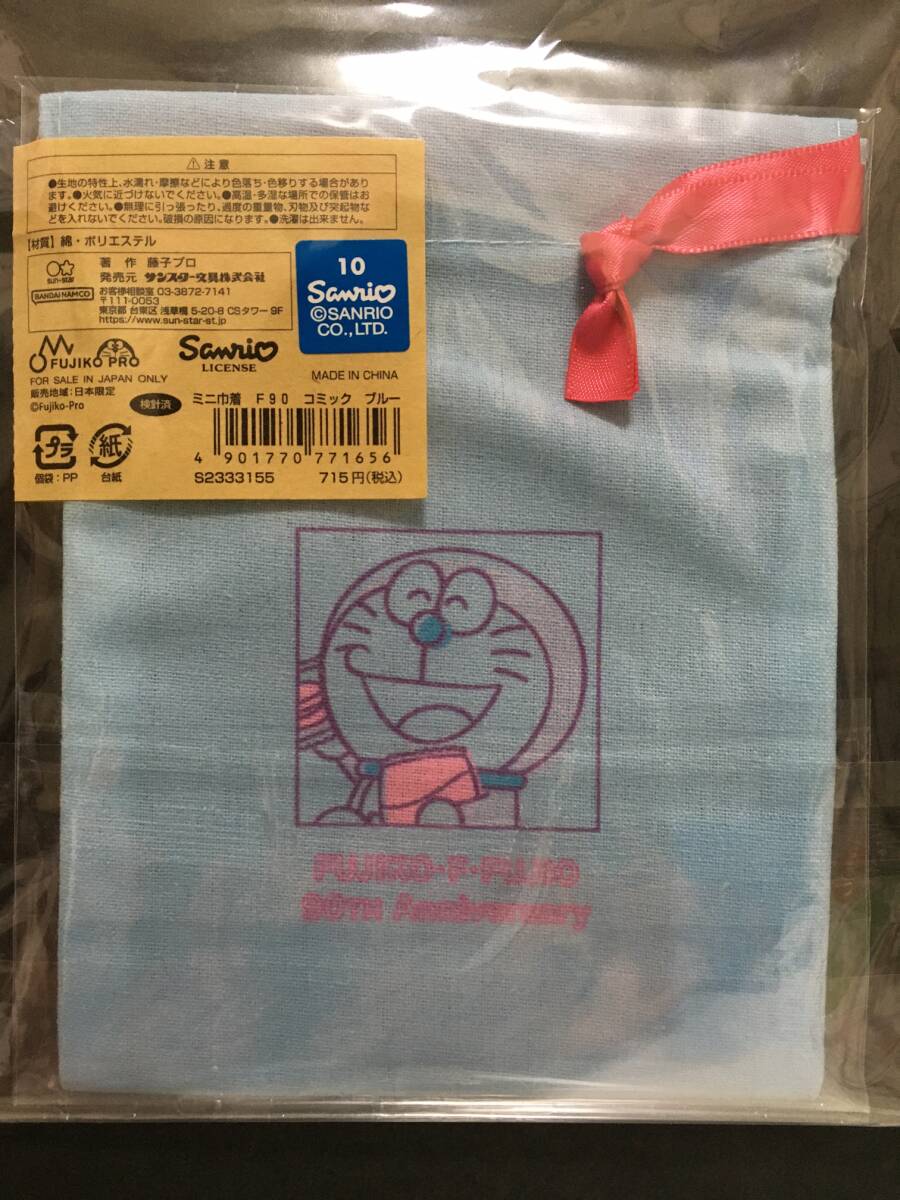 ⚠注意
●生地の特性上、水濡れ・摩擦などにより色落ち・色移りする場合があり
ます。●火気に近づけないでください。●高温・多湿な場所での保管はお
避けください。●無理に引っ張ったり、過度の重量物、刃物及び突起物な
どを入れないでください。破損の原因になります。●洗濯は出来ません。
【材質】綿・ポリエステル
sun-star
BANDAI NAMCO
著作 藤子プロ
発売元 サンスター文具株式会社
お客様相談室 03-3872-7141
〒111-0053
東京都 台東区 浅草橋 5-20-8 CSタワー 9F
https://www.sun-star-st.jp
10
Sanrio
©SANRIO
CO.,LTD.
FUJIKO PRO
Sanrio
LICENSE
FOR SALE IN JAPAN ONLY
販売地域:日本限定
©Fujiko-Pro
検針済
MADE IN CHINA
ミニ巾着 F90 コミック ブルー
4 901770 771656
S2333155 715円(税込)
プラ
個装:PP
紙
台紙
FUJIKO・F・FUJIO
90TH Anniversary